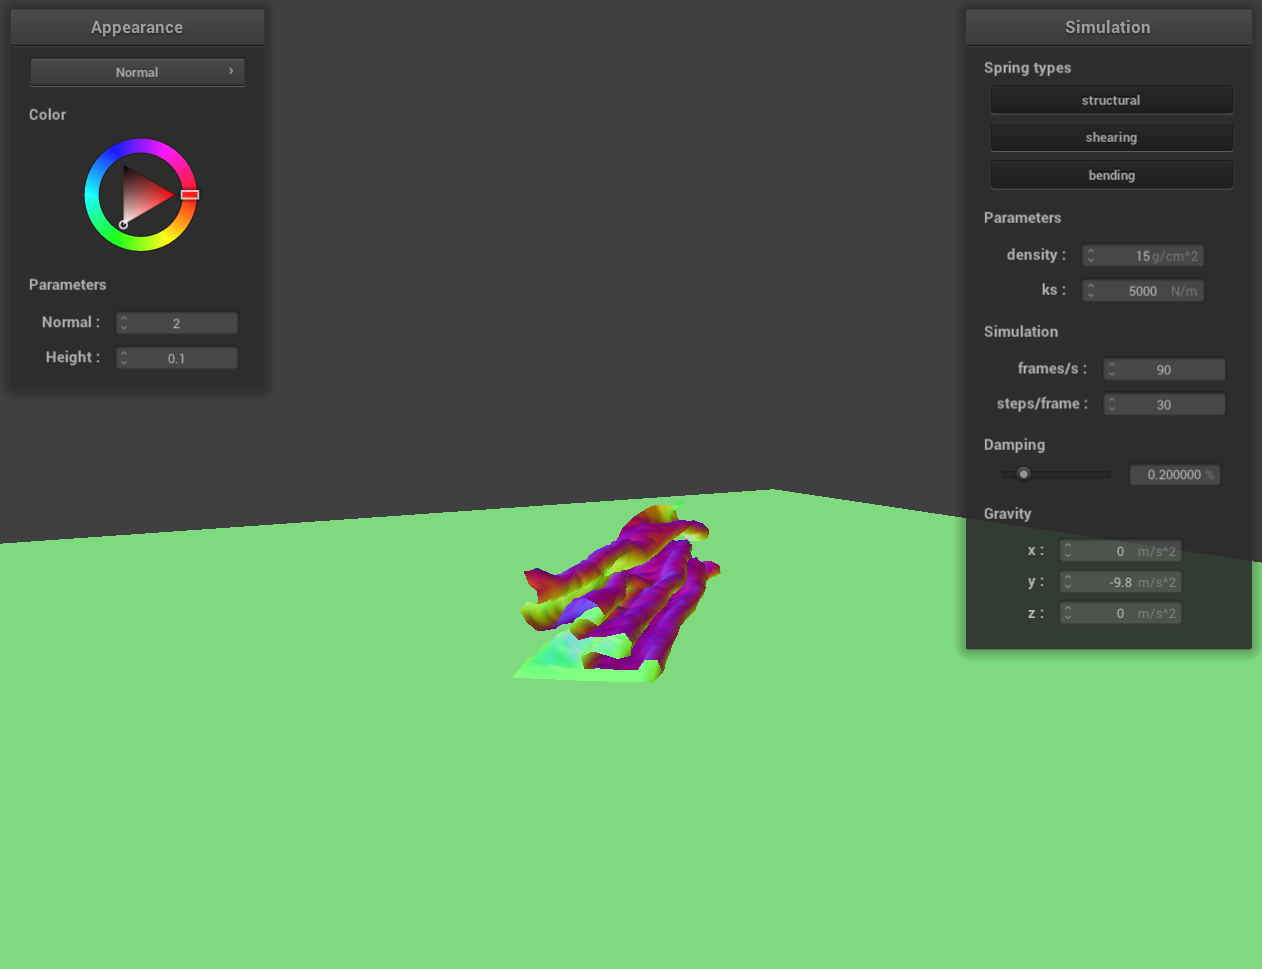 Appearance
Normal ›
Color
Parameters
Normal : 2
Height : 0.1
Simulation
Spring types
structural
shearing
bending
Parameters
density : 15 g/cm^2
ks : 5000 N/m
Simulation
frames/s : 90
steps/frame : 30
Damping
0.200000 %
Gravity
x : 0 m/s^2
y : -9.8 m/s^2
z : 0 m/s^2